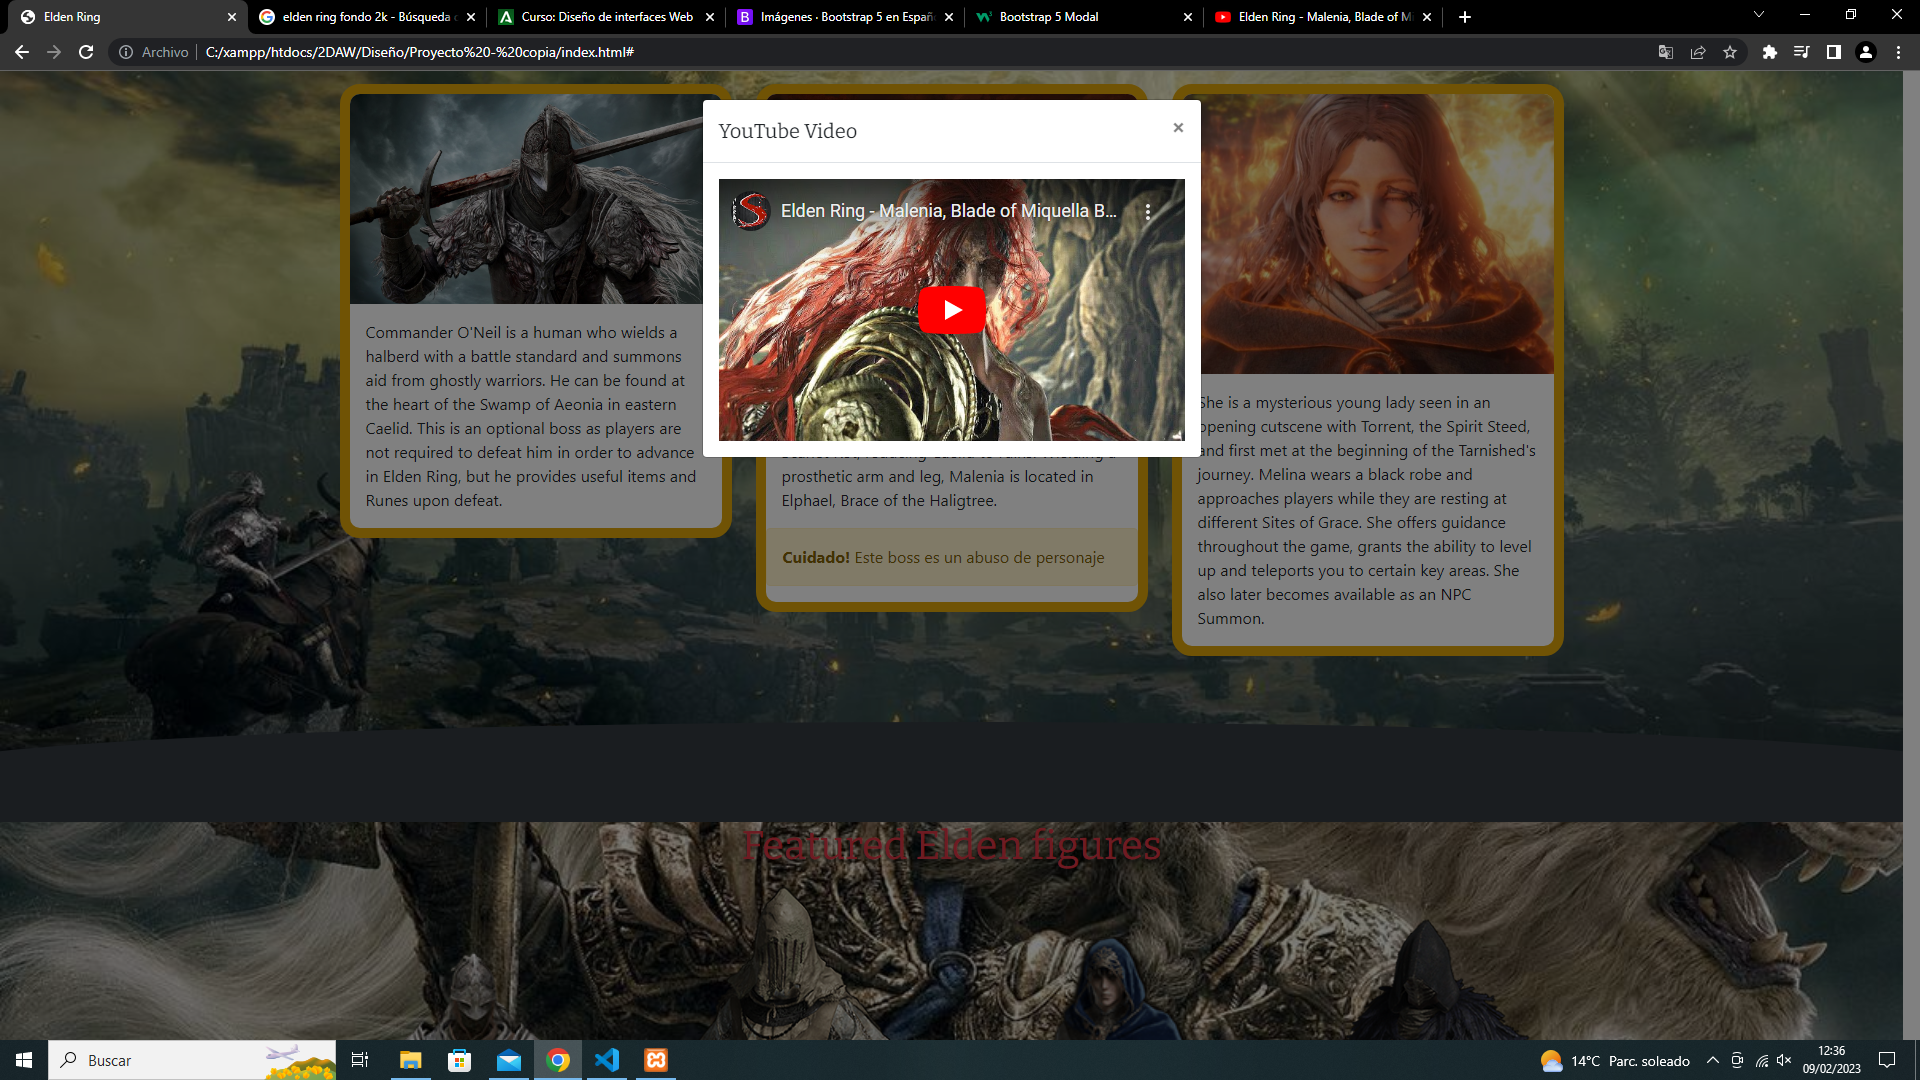 Elden Ring
elden ring fondo 2k - Búsqueda
Curso: Diseño de interfaces Web
Imágenes · Bootstrap 5 en Españ
Bootstrap 5 Modal
Elden Ring - Malenia, Blade of M
Archivo
C:/xampp/htdocs/2DAW/Diseño/Proyecto%20-%20copia/index.html#
YouTube Video
×
Elden Ring - Malenia, Blade of Miquella B...
Commander O'Neil is a human who wields a
halberd with a battle standard and summons
aid from ghostly warriors. He can be found at
the heart of the Swamp of Aeonia in eastern
Caelid. This is an optional boss as players are
not required to defeat him in order to advance
in Elden Ring, but he provides useful items and
Runes upon defeat.
prosthetic arm and leg, Malenia is located in
Elphael, Brace of the Haligtree.
Cuidado! Este boss es un abuso de personaje
She is a mysterious young lady seen in an
opening cutscene with Torrent, the Spirit Steed,
and first met at the beginning of the Tarnished's
journey. Melina wears a black robe and
approaches players while they are resting at
different Sites of Grace. She offers guidance
throughout the game, grants the ability to level
up and teleports you to certain key areas. She
also later becomes available as an NPC
Summon.
Featured Elden figures
Buscar
14°C Parc. soleado
12:36
09/02/2023